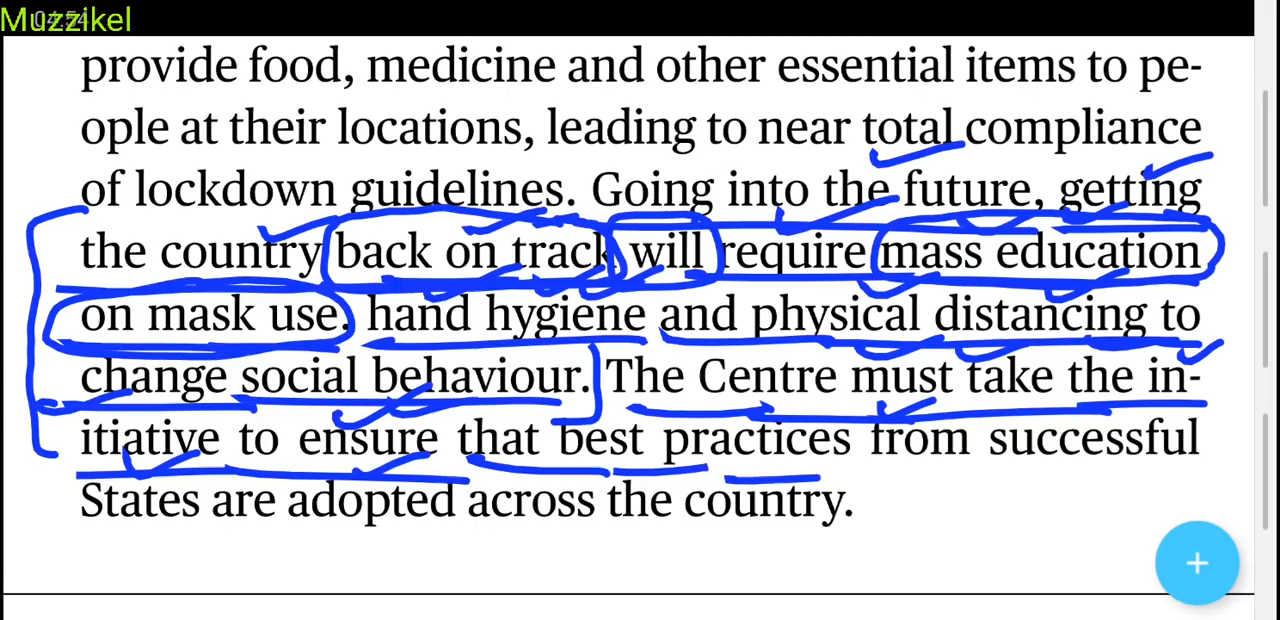 Muzzikel
04:54
provide food, medicine and other essential items to pe-
ople at their locations, leading to near total compliance
of lockdown guidelines. Going into the future, getting
the country back on track will require mass education
on mask use, hand hygiene and physical distancing to
change social behaviour. The Centre must take the in-
itiative to ensure that best practices from successful
States are adopted across the country.
+